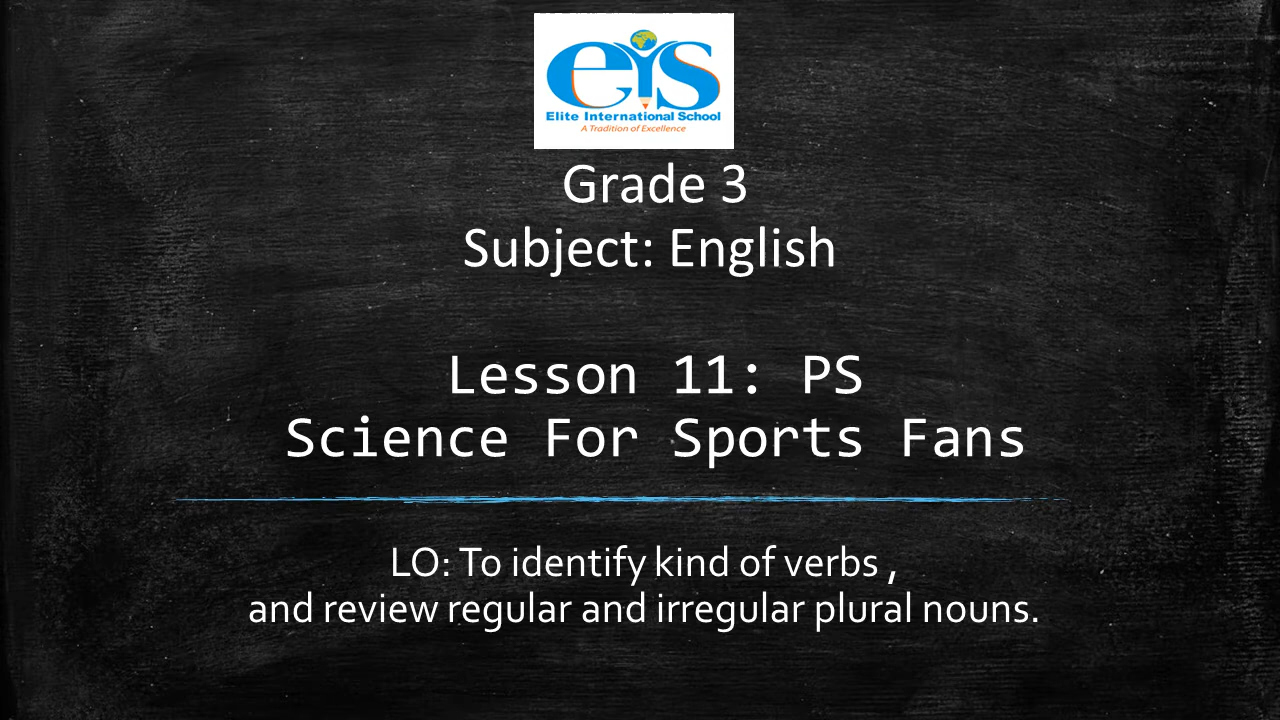 eis
Elite International School
A Tradition of Excellence
Grade 3
Subject: English
Lesson 11: PS
Science For Sports Fans
LO: To identify kind of verbs ,
and review regular and irregular plural nouns.